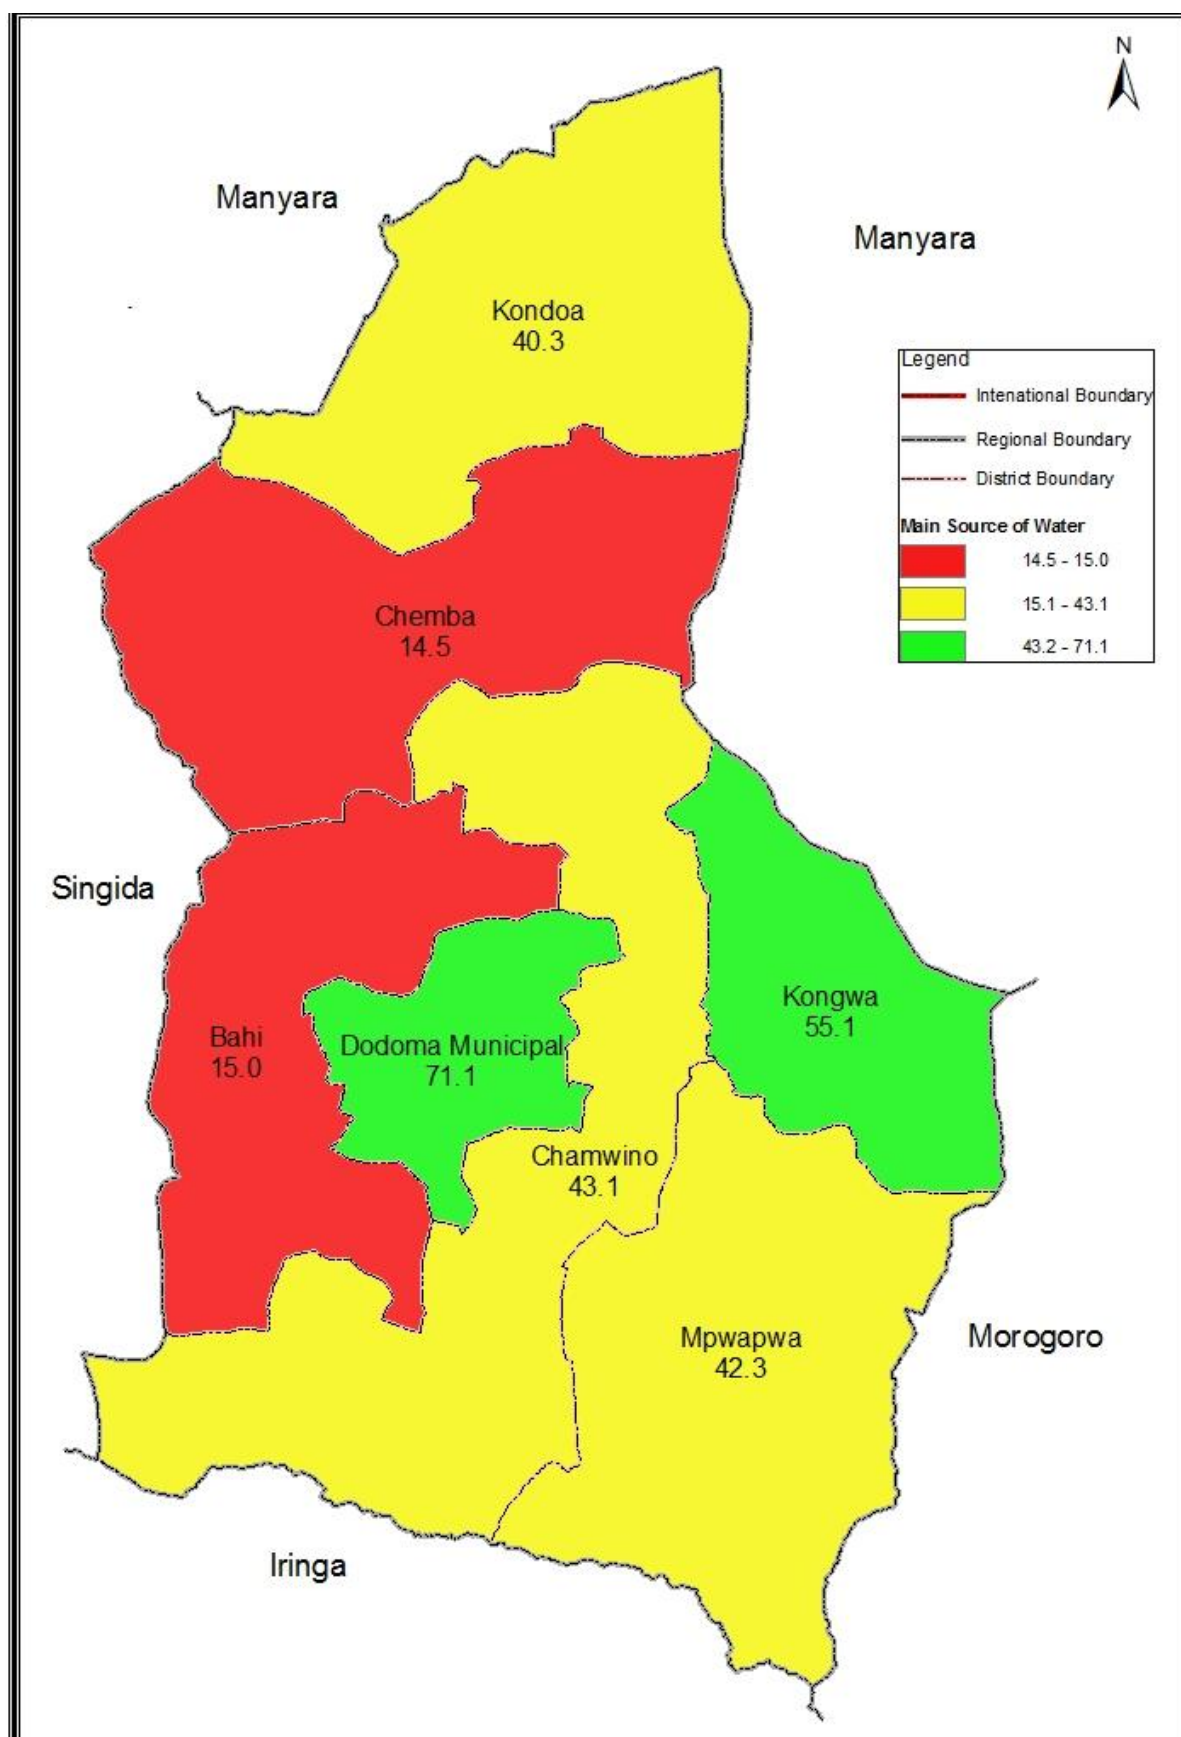 N
Manyara
Manyara
Kondoa
40.3
Legend
Intenational Boundary
Regional Boundary
District Boundary
Main Source of Water
14.5 - 15.0
15.1 - 43.1
43.2 - 71.1
Chemba
14.5
Singida
Kongwa
55.1
Bahi
15.0
Dodoma Municipal
71.1
Chamwino
43.1
Mpwapwa
42.3
Morogoro
Iringa